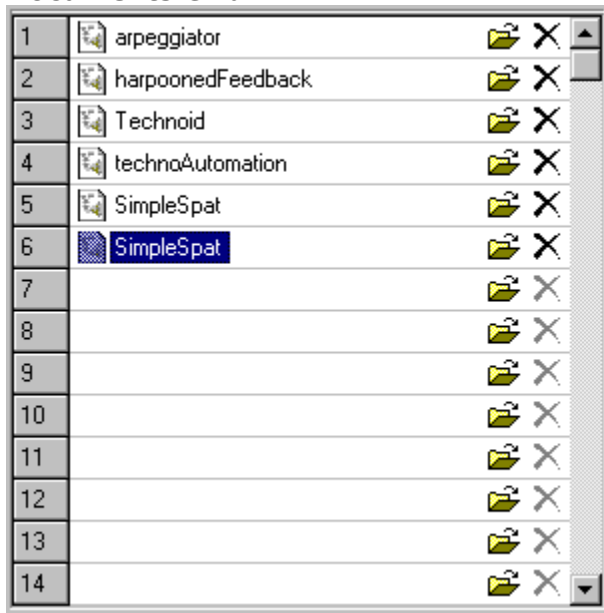 1 arpeggiator
2 harpoonedFeedback
3 Technoid
4 technoAutomation
5 SimpleSpat
6 SimpleSpat
7
8
9
10
11
12
13
14